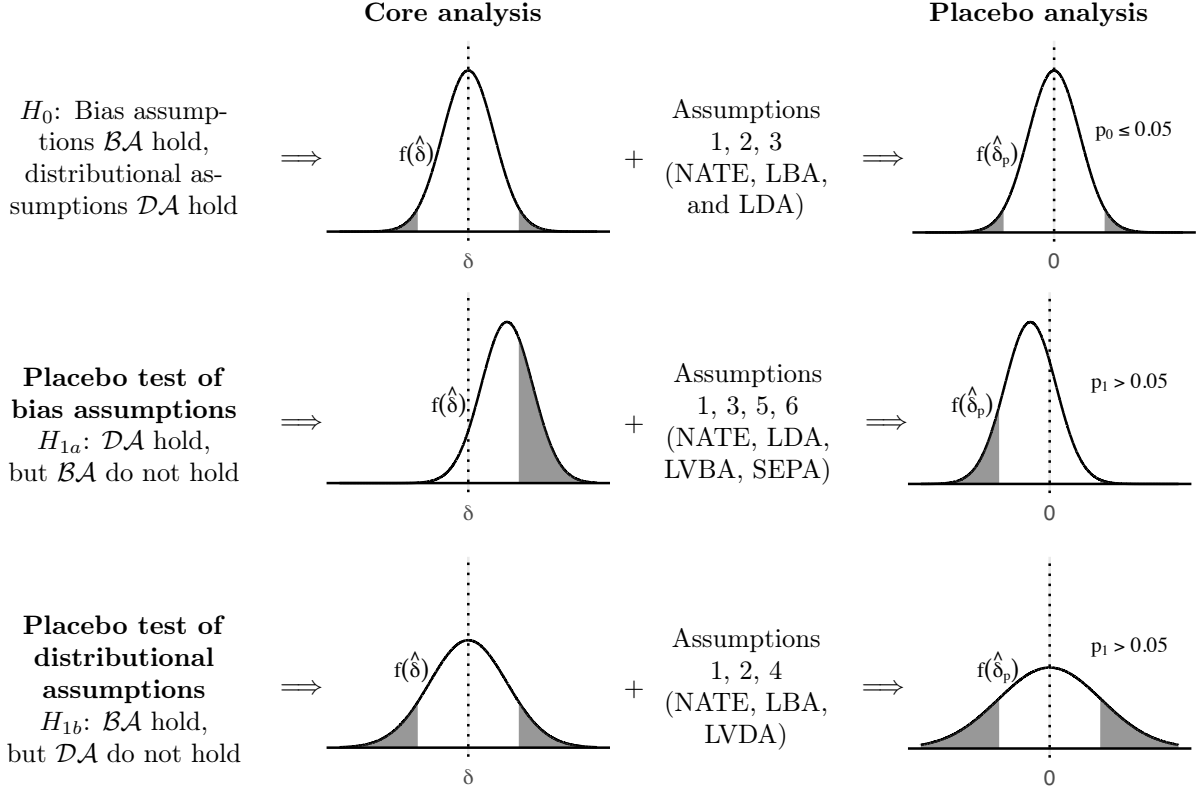 Core analysis
Placebo analysis
H₀: Bias assump-
tions ℬ𝒜 hold,
distributional as-
sumptions 𝒟𝒜 hold
⟹
f(δ̂)
δ
+
Assumptions
1, 2, 3
(NATE, LBA,
and LDA)
⟹
f(δ̂ₚ)
p₀ ≤ 0.05
0
Placebo test of
bias assumptions
H₁ₐ: 𝒟𝒜 hold,
but ℬ𝒜 do not hold
⟹
f(δ̂)
δ
+
Assumptions
1, 3, 5, 6
(NATE, LDA,
LVBA, SEPA)
⟹
f(δ̂ₚ)
p₁ > 0.05
0
Placebo test of
distributional
assumptions
H₁b: ℬ𝒜 hold,
but 𝒟𝒜 do not hold
⟹
f(δ̂)
δ
+
Assumptions
1, 2, 4
(NATE, LBA,
LVDA)
⟹
f(δ̂ₚ)
p₁ > 0.05
0